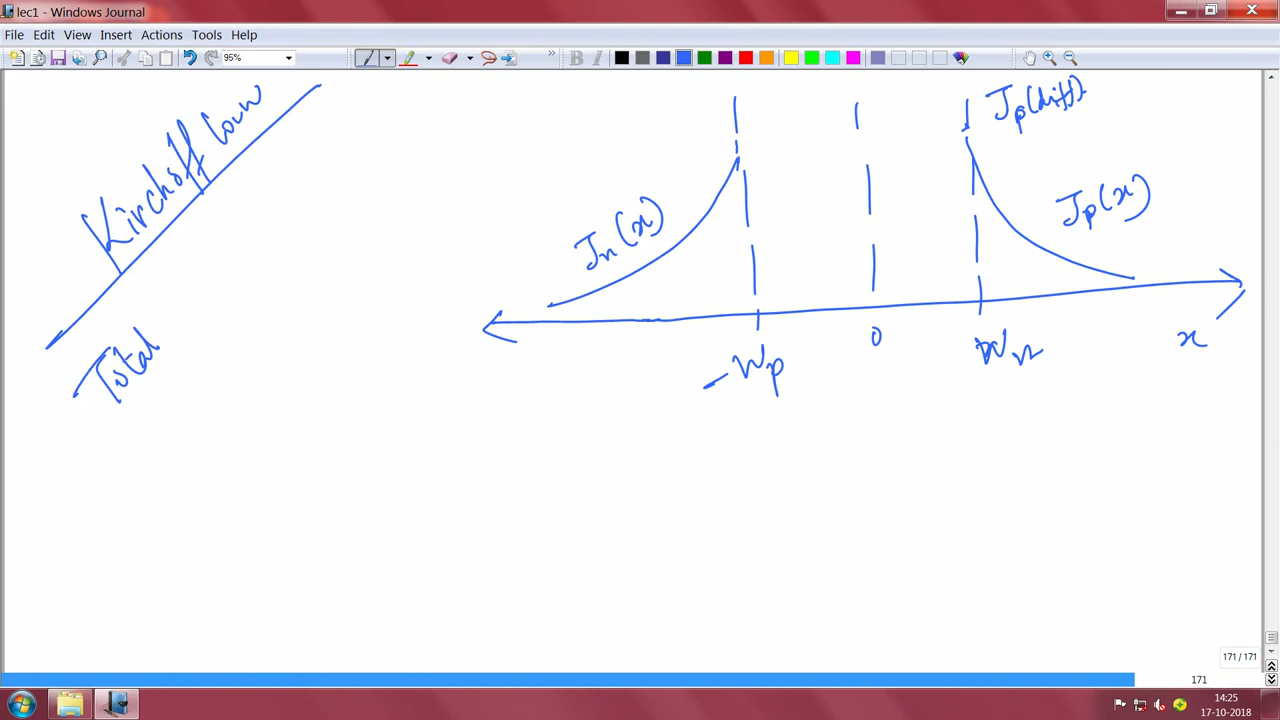 lec1 - Windows Journal
File Edit View Insert Actions Tools Help
95%
B I
Kirchoff Law
Total
Jn(x)
Jp(diff)
Jp(x)
-Wp
0
Wn
x
171 / 171
171
14:25
17-10-2018